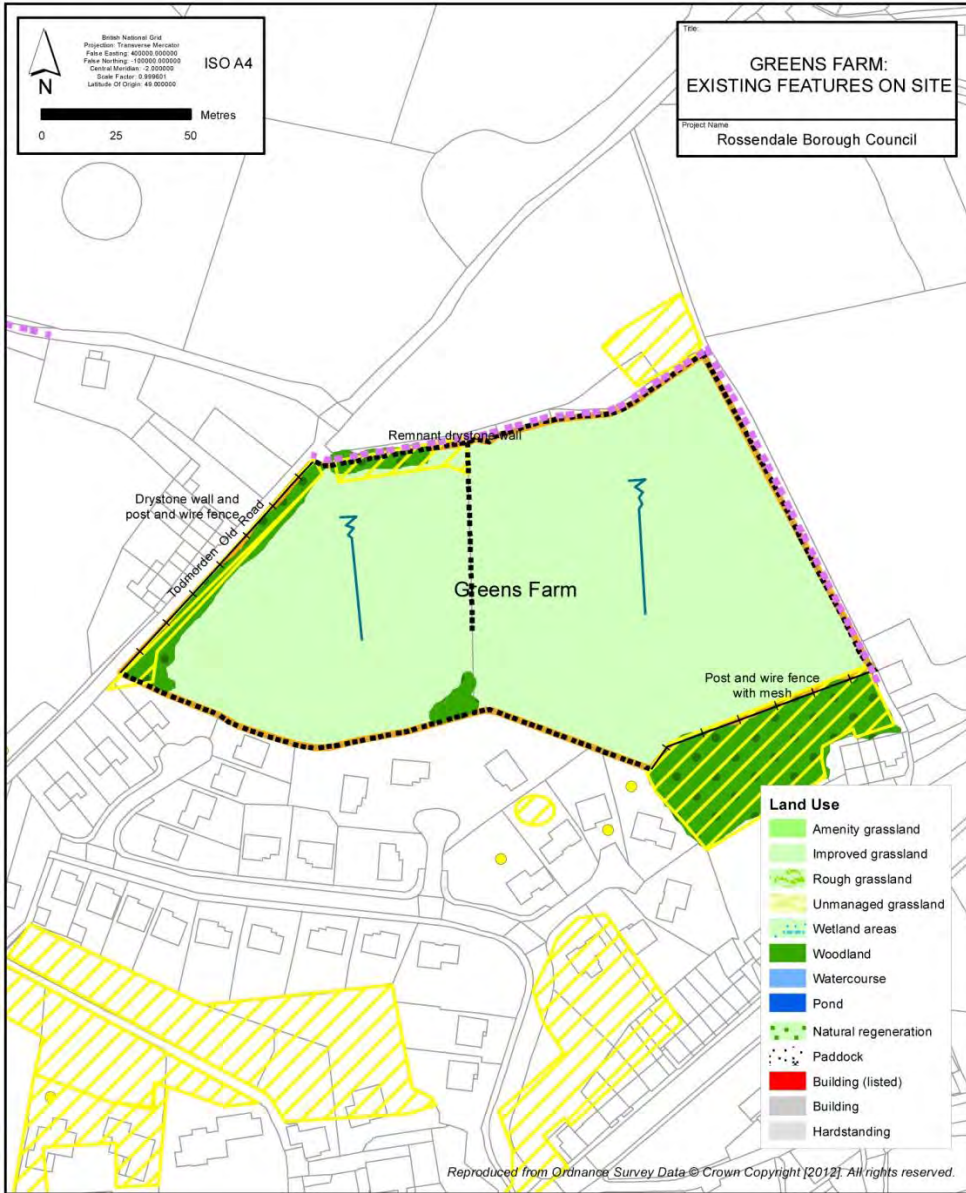 British National Grid
Projection: Transverse Mercator
False Easting: 400000.000000
False Northing: -100000.000000
Central Meridian: -2.000000
Scale Factor: 0.999601
Latitude Of Origin: 49.000000
ISO A4
N
Metres
0 25 50
Title:
GREENS FARM:
EXISTING FEATURES ON SITE
Project Name
Rossendale Borough Council
Remnant drystone wall
Drystone wall and
post and wire fence
Todmorden Old Road
Greens Farm
Post and wire fence
with mesh
Land Use
Amenity grassland
Improved grassland
Rough grassland
Unmanaged grassland
Wetland areas
Woodland
Watercourse
Pond
Natural regeneration
Paddock
Building (listed)
Building
Hardstanding
Reproduced from Ordnance Survey Data © Crown Copyright [2012]. All rights reserved.